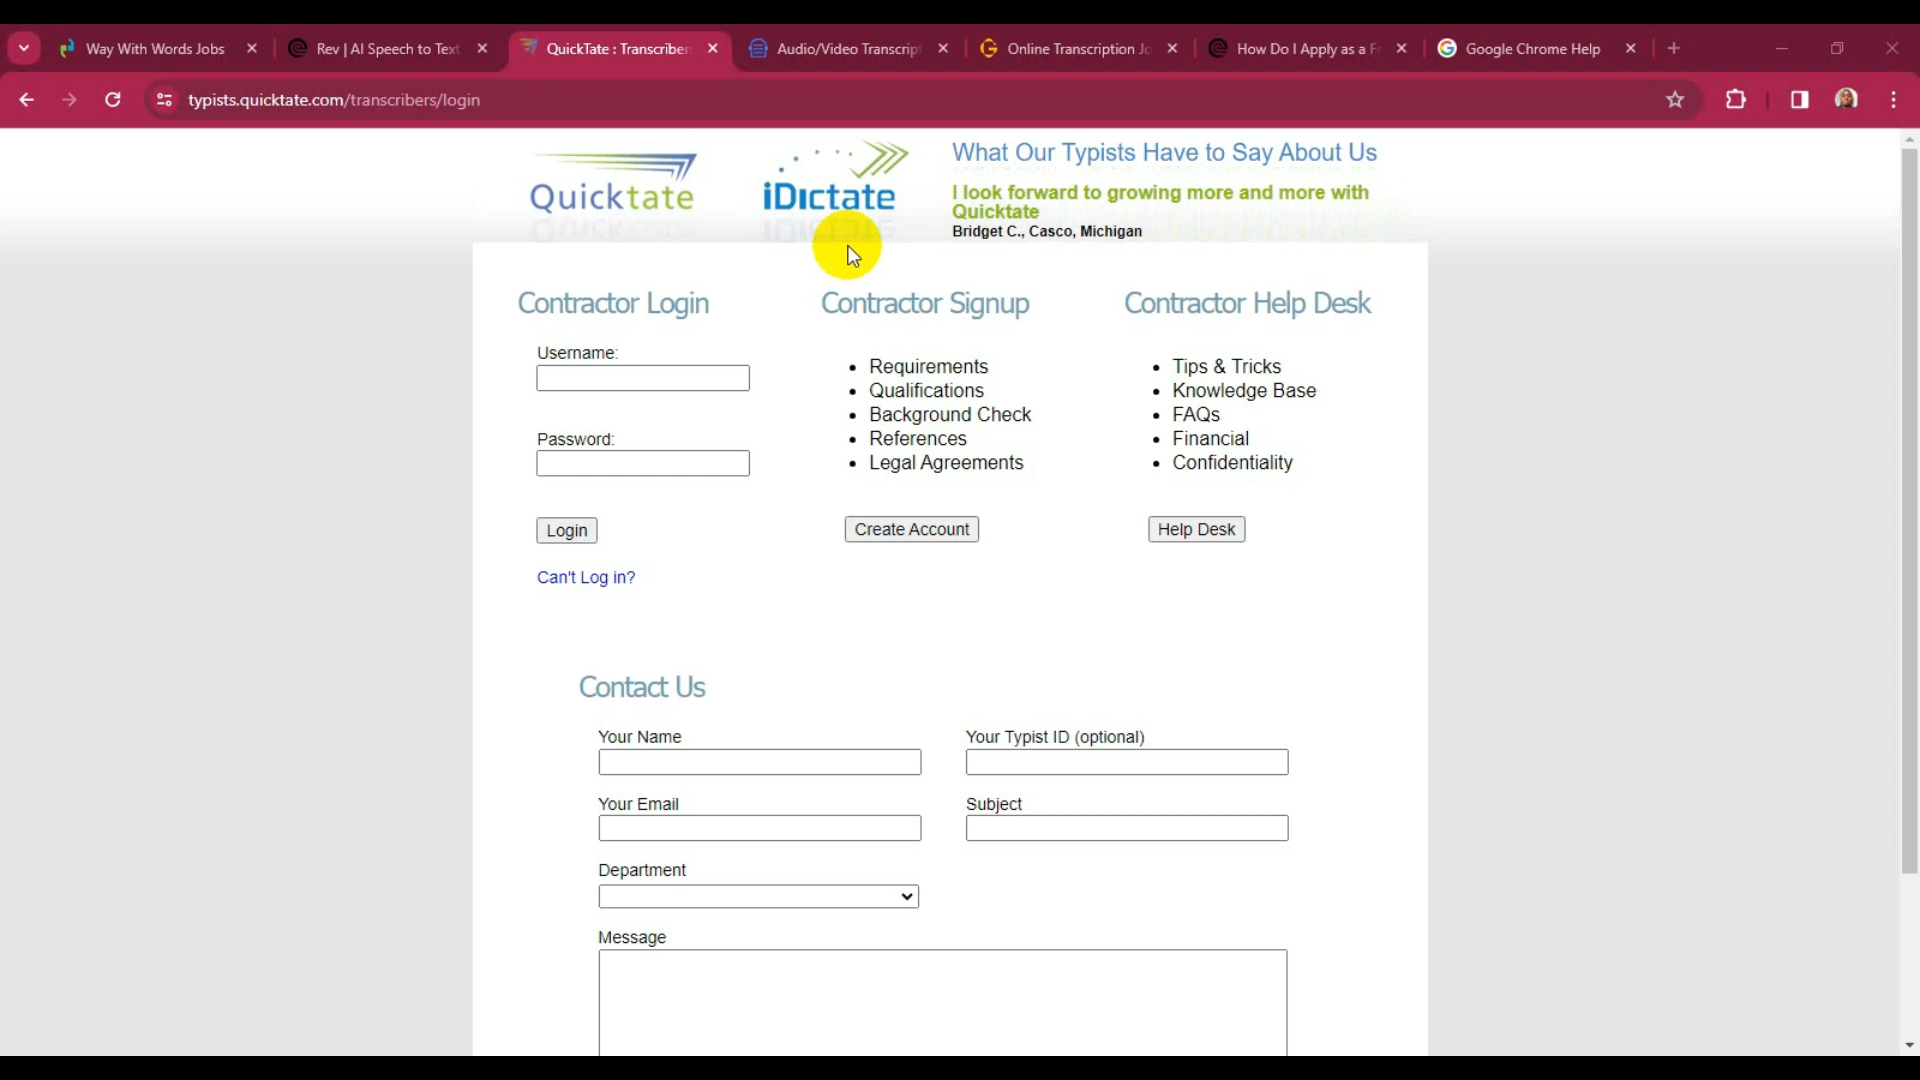 Way With Words Jobs
Rev | AI Speech to Text
QuickTate : Transcriber
Audio/Video Transcript
Online Transcription Jo
How Do I Apply as a Fr
Google Chrome Help
typists.quicktate.com/transcribers/login
Quicktate
iDictate
What Our Typists Have to Say About Us
I look forward to growing more and more with
Quicktate
Bridget C., Casco, Michigan
Contractor Login
Username:
Password:
Login
Can't Log in?
Contractor Signup
Requirements
Qualifications
Background Check
References
Legal Agreements
Create Account
Contractor Help Desk
Tips & Tricks
Knowledge Base
FAQs
Financial
Confidentiality
Help Desk
Contact Us
Your Name
Your Typist ID (optional)
Your Email
Subject
Department
Message